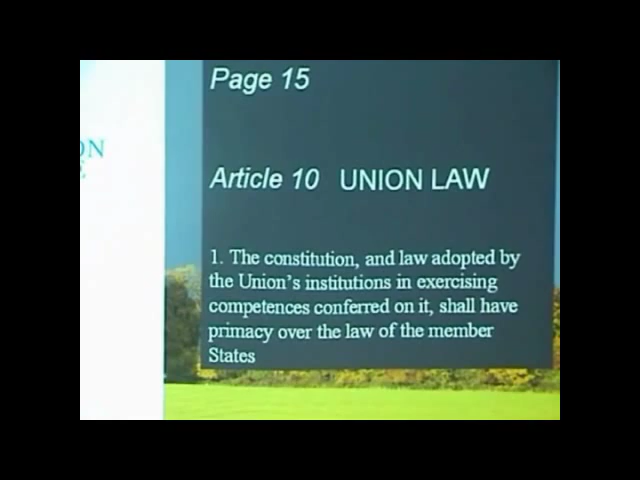 Page 15
ON
E
Article 10 UNION LAW
1. The constitution, and law adopted by
the Union's institutions in exercising
competences conferred on it, shall have
primacy over the law of the member
States